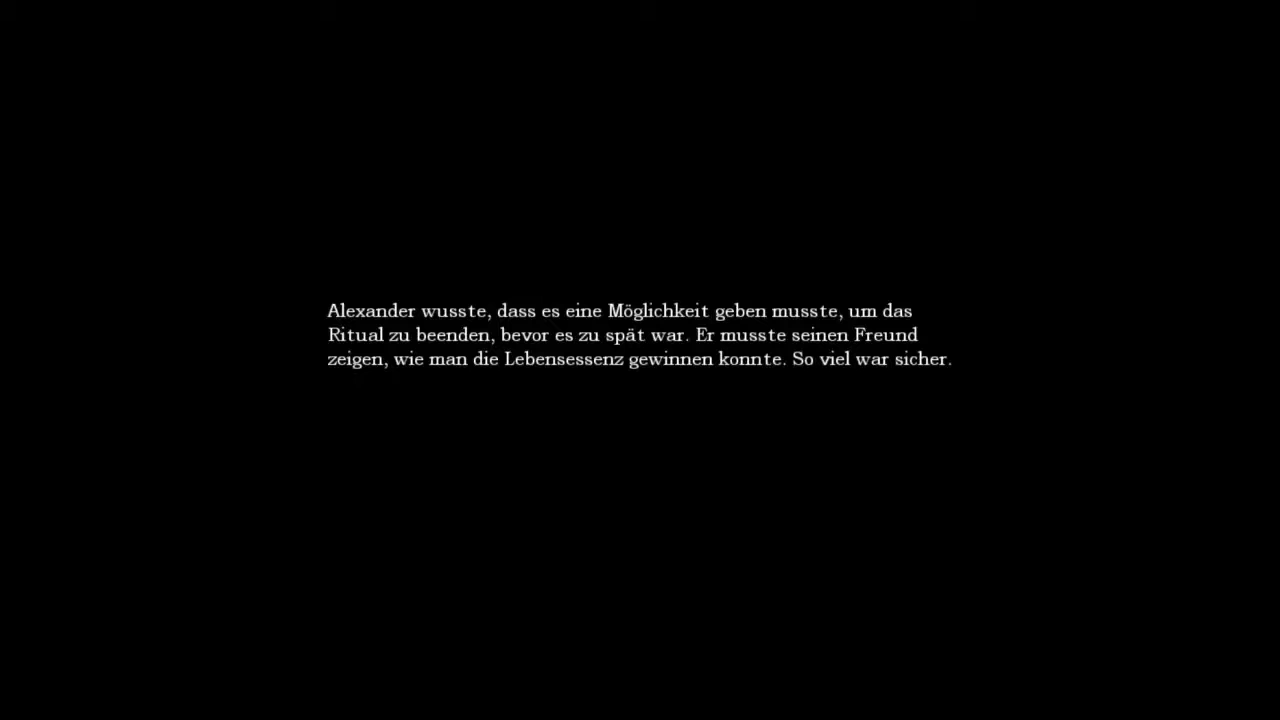 Alexander wusste, dass es eine Möglichkeit geben musste, um das
Ritual zu beenden, bevor es zu spät war. Er musste seinen Freund
zeigen, wie man die Lebensessenz gewinnen konnte. So viel war sicher.